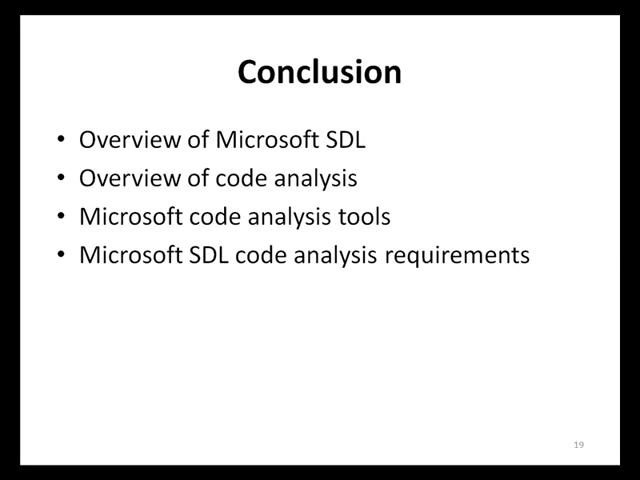 Conclusion
• Overview of Microsoft SDL
• Overview of code analysis
• Microsoft code analysis tools
• Microsoft SDL code analysis requirements
19